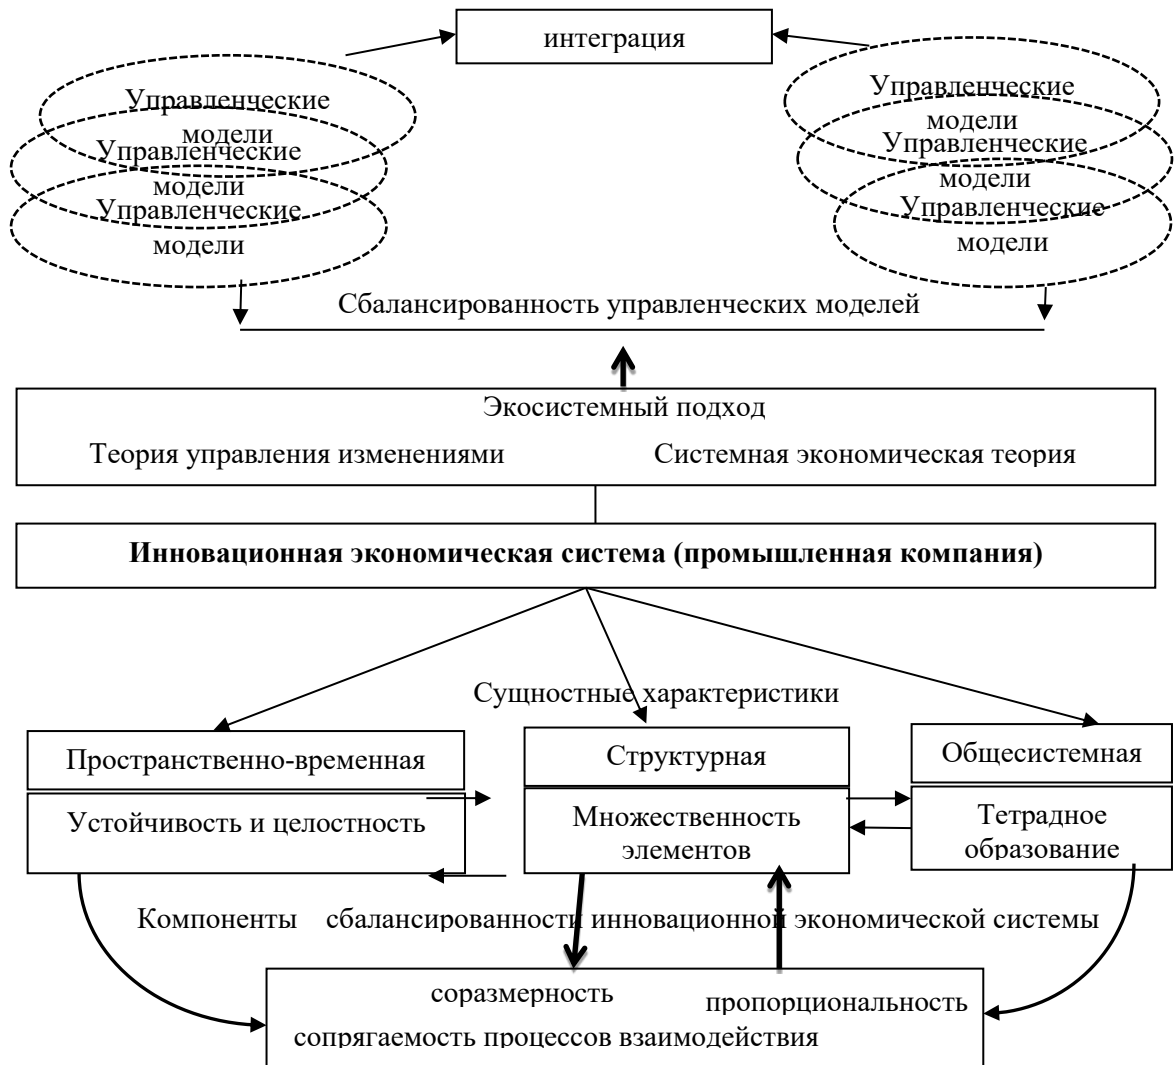 интеграция
Управленческие
модели
Управленческие
модели
Управленческие
модели
Управленческие
модели
Управленческие
модели
Управленческие
модели
Сбалансированность управленческих моделей
Экосистемный подход
Теория управления изменениями
Системная экономическая теория
Инновационная экономическая система (промышленная компания)
Сущностные характеристики
Пространственно-временная
Структурная
Общесистемная
Устойчивость и целостность
Множественность
элементов
Тетрадное
образование
Компоненты сбалансированности инновационной экономической системы
соразмерность
пропорциональность
сопрягаемость процессов взаимодействия